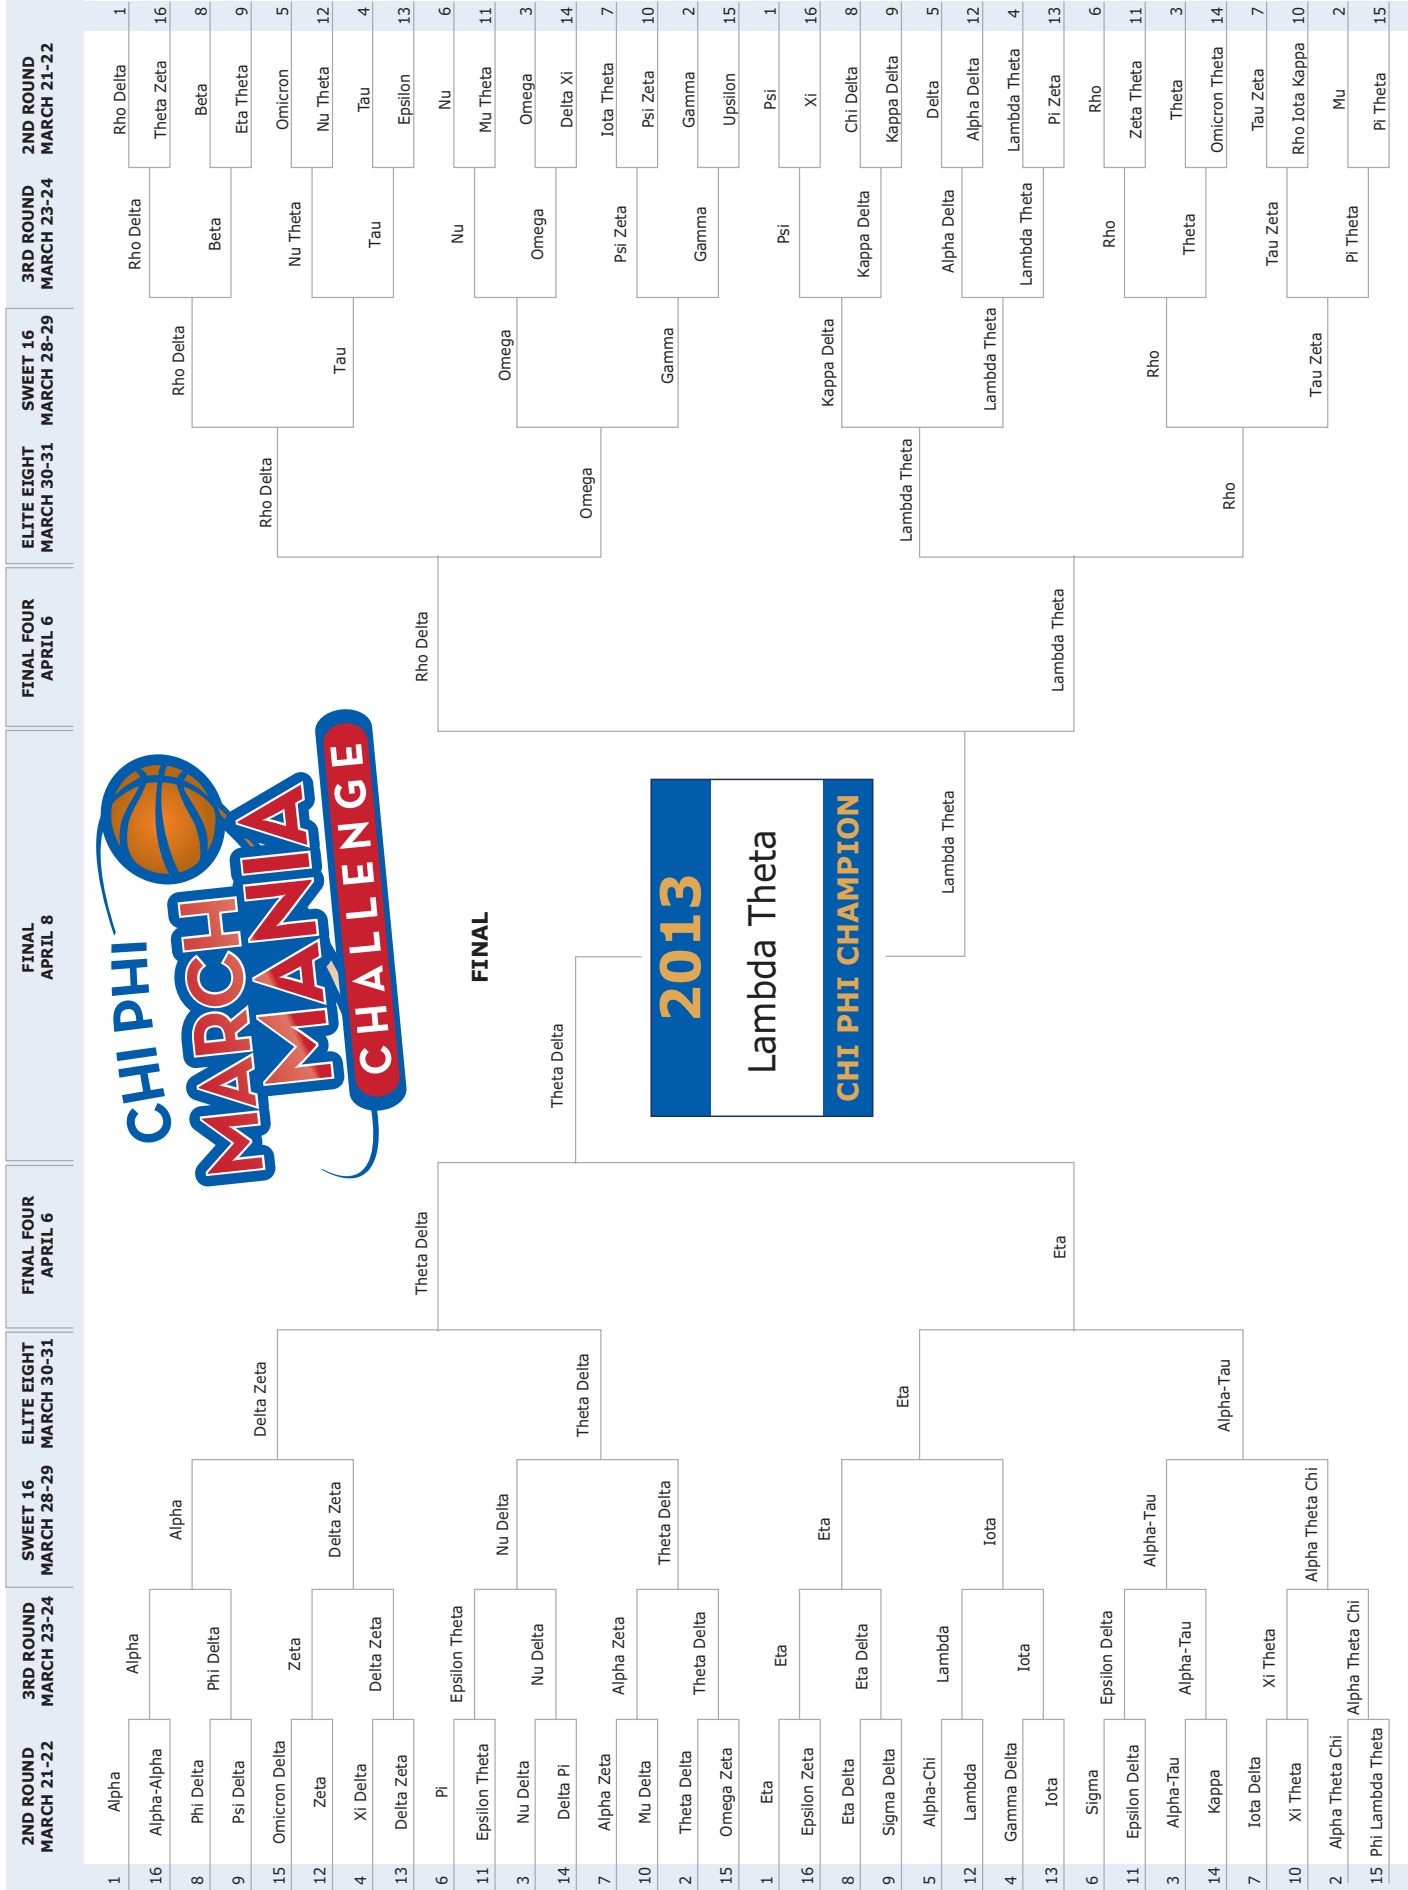 2ND ROUND
MARCH 21-22
3RD ROUND
MARCH 23-24
SWEET 16
MARCH 28-29
ELITE EIGHT
MARCH 30-31
FINAL FOUR
APRIL 6
FINAL
APRIL 8
FINAL FOUR
APRIL 6
ELITE EIGHT
MARCH 30-31
SWEET 16
MARCH 28-29
3RD ROUND
MARCH 23-24
2ND ROUND
MARCH 21-22
1 Alpha
16 Alpha-Alpha
8 Phi Delta
9 Psi Delta
15 Omicron Delta
12 Zeta
4 Xi Delta
13 Delta Zeta
6 Pi
11 Epsilon Theta
3 Nu Delta
14 Delta Pi
7 Alpha Zeta
10 Mu Delta
2 Theta Delta
15 Omega Zeta
1 Eta
16 Epsilon Zeta
8 Eta Delta
9 Sigma Delta
5 Alpha-Chi
12 Lambda
4 Gamma Delta
13 Iota
6 Sigma
11 Epsilon Delta
3 Alpha-Tau
14 Kappa
7 Iota Delta
10 Xi Theta
2 Alpha Theta Chi
15 Phi Lambda Theta
Alpha
Phi Delta
Zeta
Delta Zeta
Epsilon Theta
Nu Delta
Alpha Zeta
Theta Delta
Eta
Eta Delta
Lambda
Iota
Epsilon Delta
Alpha-Tau
Xi Theta
Alpha Theta Chi
Alpha
Delta Zeta
Nu Delta
Theta Delta
Eta
Iota
Alpha-Tau
Alpha Theta Chi
Delta Zeta
Theta Delta
Eta
Alpha-Tau
Theta Delta
Eta
Theta Delta
CHI PHI
MARCH
MANIA
CHALLENGE
FINAL
2013
Lambda Theta
CHI PHI CHAMPION
Lambda Theta
Rho Delta
Lambda Theta
Rho Delta
Omega
Lambda Theta
Rho
Rho Delta
Tau
Omega
Gamma
Kappa Delta
Lambda Theta
Rho
Tau Zeta
Rho Delta
Beta
Nu Theta
Tau
Nu
Omega
Psi Zeta
Gamma
Psi
Kappa Delta
Alpha Delta
Lambda Theta
Rho
Theta
Tau Zeta
Pi Theta
Rho Delta 1
Theta Zeta 16
Beta 8
Eta Theta 9
Omicron 5
Nu Theta 12
Tau 4
Epsilon 13
Nu 6
Mu Theta 11
Omega 3
Delta Xi 14
Iota Theta 7
Psi Zeta 10
Gamma 2
Upsilon 15
Psi 1
Xi 16
Chi Delta 8
Kappa Delta 9
Delta 5
Alpha Delta 12
Lambda Theta 4
Pi Zeta 13
Rho 6
Zeta Theta 11
Theta 3
Omicron Theta 14
Tau Zeta 7
Rho Iota Kappa 10
Mu 2
Pi Theta 15